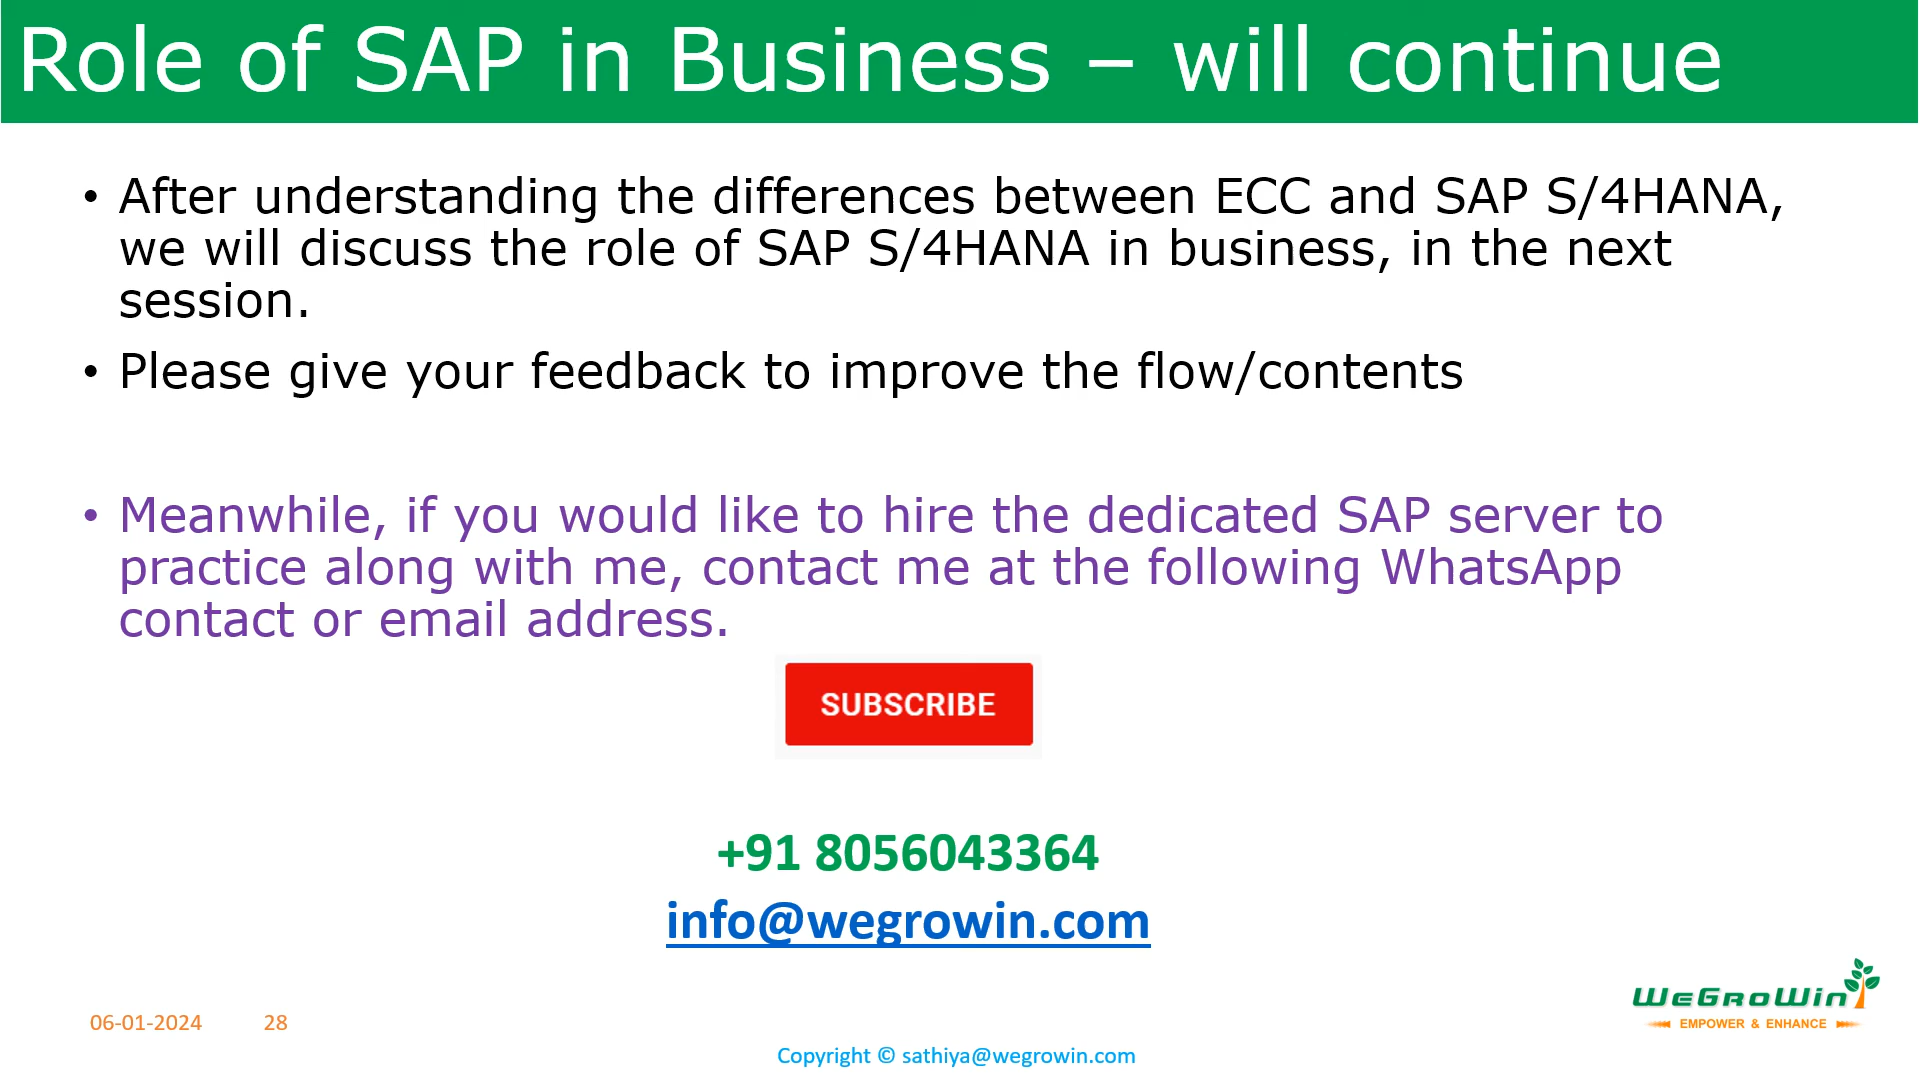 Role of SAP in Business – will continue
• After understanding the differences between ECC and SAP S/4HANA,
we will discuss the role of SAP S/4HANA in business, in the next
session.
• Please give your feedback to improve the flow/contents
• Meanwhile, if you would like to hire the dedicated SAP server to
practice along with me, contact me at the following WhatsApp
contact or email address.
SUBSCRIBE
+91 8056043364
info@wegrowin.com
WeGroWin
EMPOWER & ENHANCE
06-01-2024 28
Copyright © sathiya@wegrowin.com